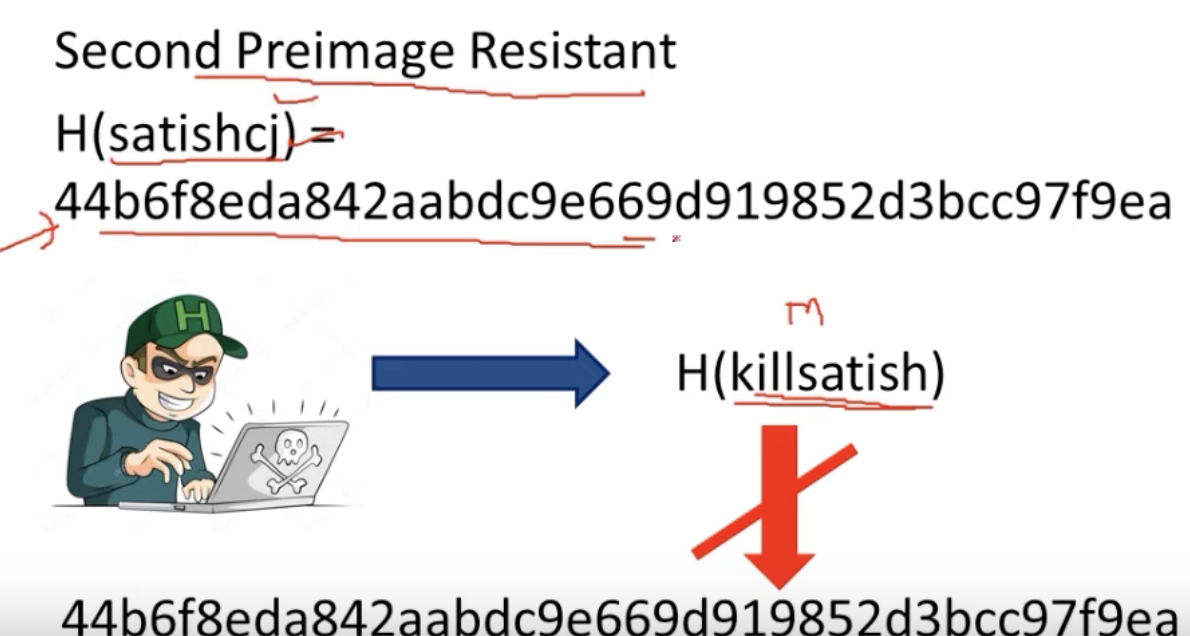 Second Preimage Resistant
H(satishcj) =
44b6f8eda842aabdc9e669d919852d3bcc97f9ea
H
m
H(killsatish)
44b6f8eda842aabdc9e669d919852d3bcc97f9ea